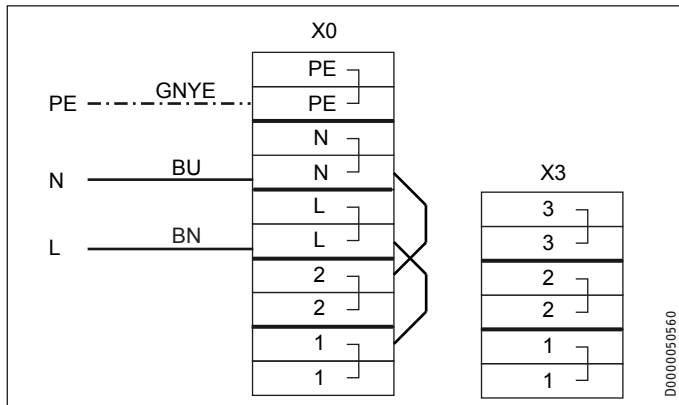 X0
PE
PE GNYE PE
N
N BU N
X3
L
3
L BN L
3
2
2
2
2
1
1
1
1
D0000050560